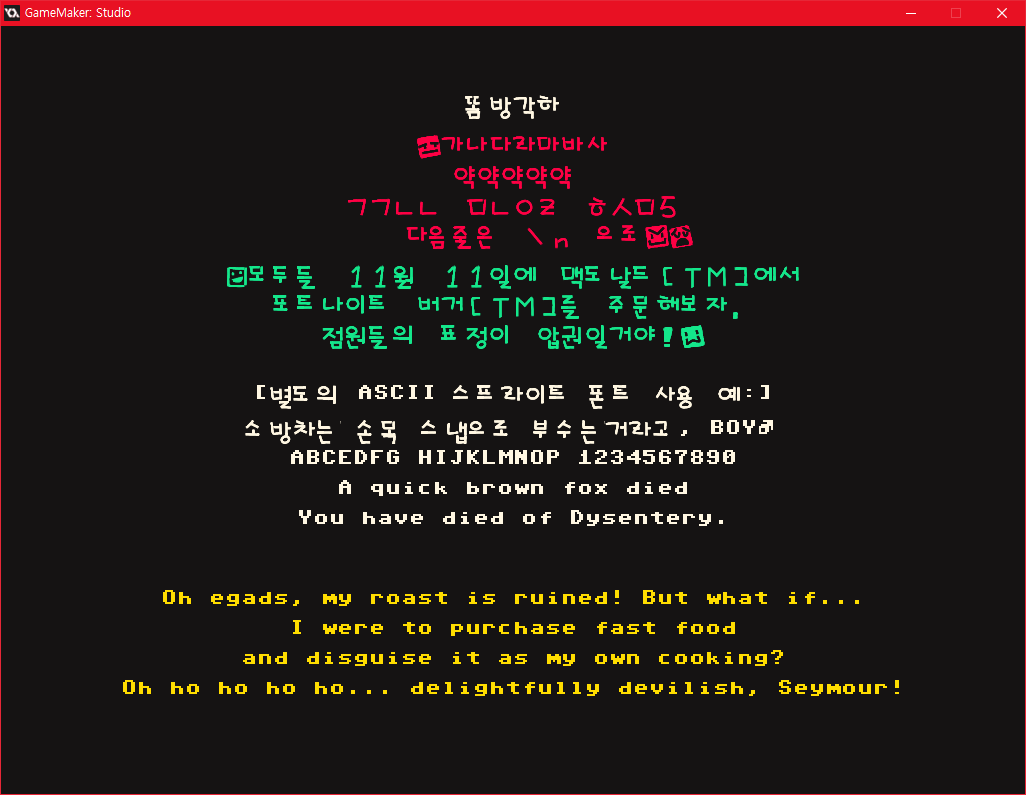 GameMaker: Studio
똠방각하
가나다라마바사
약약약약약
ㄱㄱㄴㄴ ㅁㄴㅇㄹ ㅎㅅㅁ5
다음줄은 \n 으로
모두들 11월 11일에 맥도날드[TM]에서
포트나이트 버거[TM]를 주문해보자.
점원들의 표정이 압권일거야!
[별도의 ASCII 스프라이트 폰트 사용 예:]
소방차는 손목 스냅으로 부수는거라고, BOY♂
ABCEDFG HIJKLMNOP 1234567890
A quick brown fox died
You have died of Dysentery.
Oh egads, my roast is ruined! But what if...
I were to purchase fast food
and disguise it as my own cooking?
Oh ho ho ho ho... delightfully devilish, Seymour!